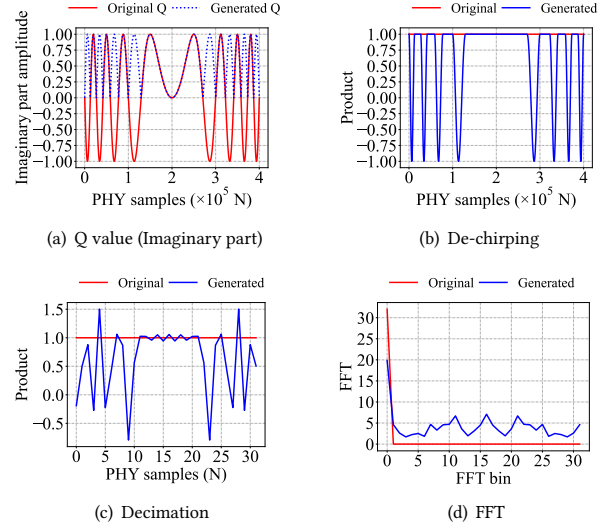 Original Q Generated Q
Imaginary part amplitude
1.00
0.75
0.50
0.25
0.00
−0.25
−0.50
−0.75
−1.00
0 1 2 3 4
PHY samples (×10⁵ N)
(a) Q value (Imaginary part)
Original Generated
Product
1.00
0.75
0.50
0.25
0.00
−0.25
−0.50
−0.75
−1.00
0 1 2 3 4
PHY samples (×10⁵ N)
(b) De-chirping
Original Generated
Product
1.5
1.0
0.5
0.0
−0.5
0 5 10 15 20 25 30
PHY samples (N)
(c) Decimation
Original Generated
FFT
30
25
20
15
10
5
0
0 5 10 15 20 25 30
FFT bin
(d) FFT